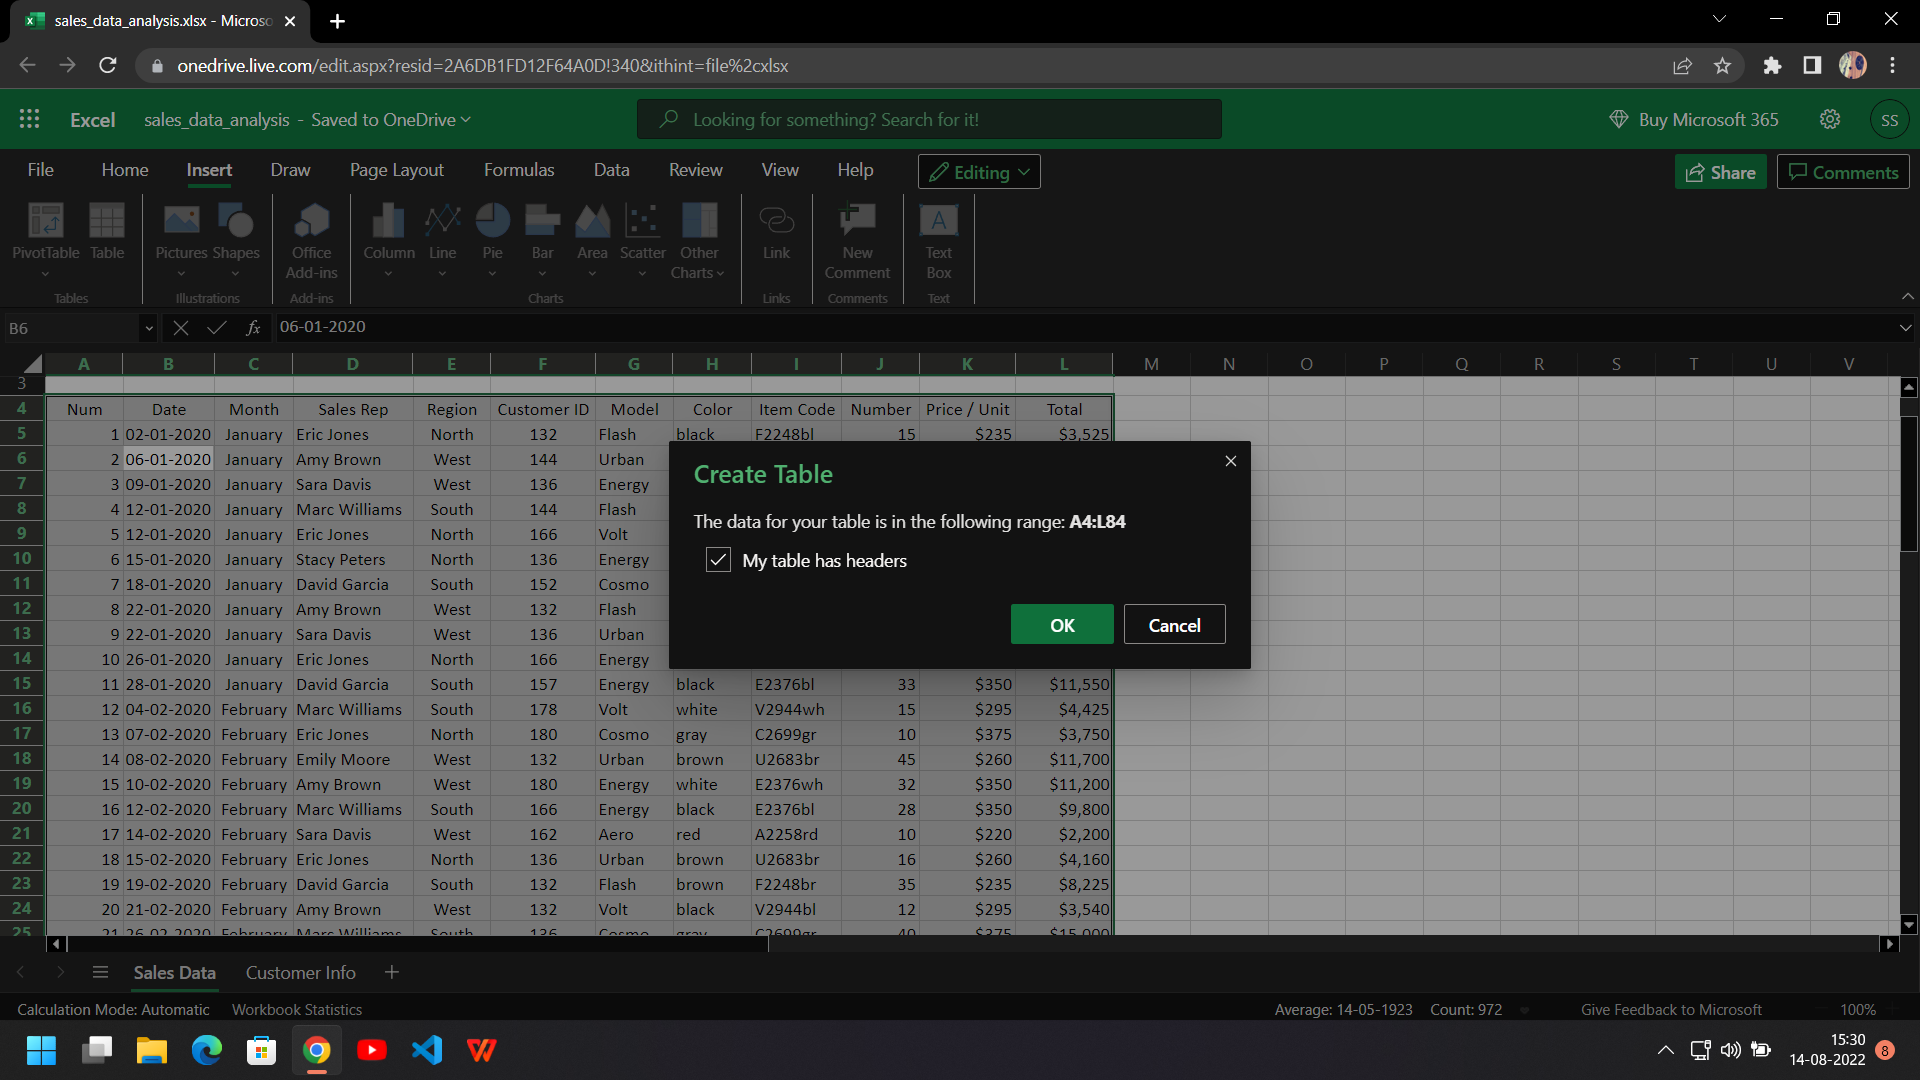 sales_data_analysis.xlsx - Microso
onedrive.live.com/edit.aspx?resid=2A6DB1FD12F64A0D!340&ithint=file%2cxlsx
Excel sales_data_analysis - Saved to OneDrive Looking for something? Search for it! Buy Microsoft 365 SS
File Home Insert Draw Page Layout Formulas Data Review View Help Editing Share Comments
PivotTable Table Pictures Shapes Office Add-ins Column Line Pie Bar Area Scatter Other Charts Link New Comment Text Box
Tables Illustrations Add-ins Charts Links Comments Text
B6 fx 06-01-2020
A B C D E F G H I J K L M N O P Q R S T U V
3
4 Num Date Month Sales Rep Region Customer ID Model Color Item Code Number Price / Unit Total
5 1 02-01-2020 January Eric Jones North 132 Flash black F2248bl 15 $235 $3,525
6 2 06-01-2020 January Amy Brown West 144 Urban
7 3 09-01-2020 January Sara Davis West 136 Energy
8 4 12-01-2020 January Marc Williams South 144 Flash
9 5 12-01-2020 January Eric Jones North 166 Volt
10 6 15-01-2020 January Stacy Peters North 136 Energy
11 7 18-01-2020 January David Garcia South 152 Cosmo
12 8 22-01-2020 January Amy Brown West 132 Flash
13 9 22-01-2020 January Sara Davis West 136 Urban
14 10 26-01-2020 January Eric Jones North 166 Energy
15 11 28-01-2020 January David Garcia South 157 Energy black E2376bl 33 $350 $11,550
16 12 04-02-2020 February Marc Williams South 178 Volt white V2944wh 15 $295 $4,425
17 13 07-02-2020 February Eric Jones North 180 Cosmo gray C2699gr 10 $375 $3,750
18 14 08-02-2020 February Emily Moore West 132 Urban brown U2683br 45 $260 $11,700
19 15 10-02-2020 February Amy Brown West 180 Energy white E2376wh 32 $350 $11,200
20 16 12-02-2020 February Marc Williams South 166 Energy black E2376bl 28 $350 $9,800
21 17 14-02-2020 February Sara Davis West 162 Aero red A2258rd 10 $220 $2,200
22 18 15-02-2020 February Eric Jones North 136 Urban brown U2683br 16 $260 $4,160
23 19 19-02-2020 February David Garcia South 132 Flash brown F2248br 35 $235 $8,225
24 20 21-02-2020 February Amy Brown West 132 Volt black V2944bl 12 $295 $3,540
25 21 26-02-2020 February Marc Williams South 136 Cosmo gray C2699gr 40 $375 $15,000
Create Table
The data for your table is in the following range: A4:L84
My table has headers
OK Cancel
Sales Data Customer Info
Calculation Mode: Automatic Workbook Statistics Average: 14-05-1923 Count: 972 Give Feedback to Microsoft 100%
15:30
14-08-2022 8